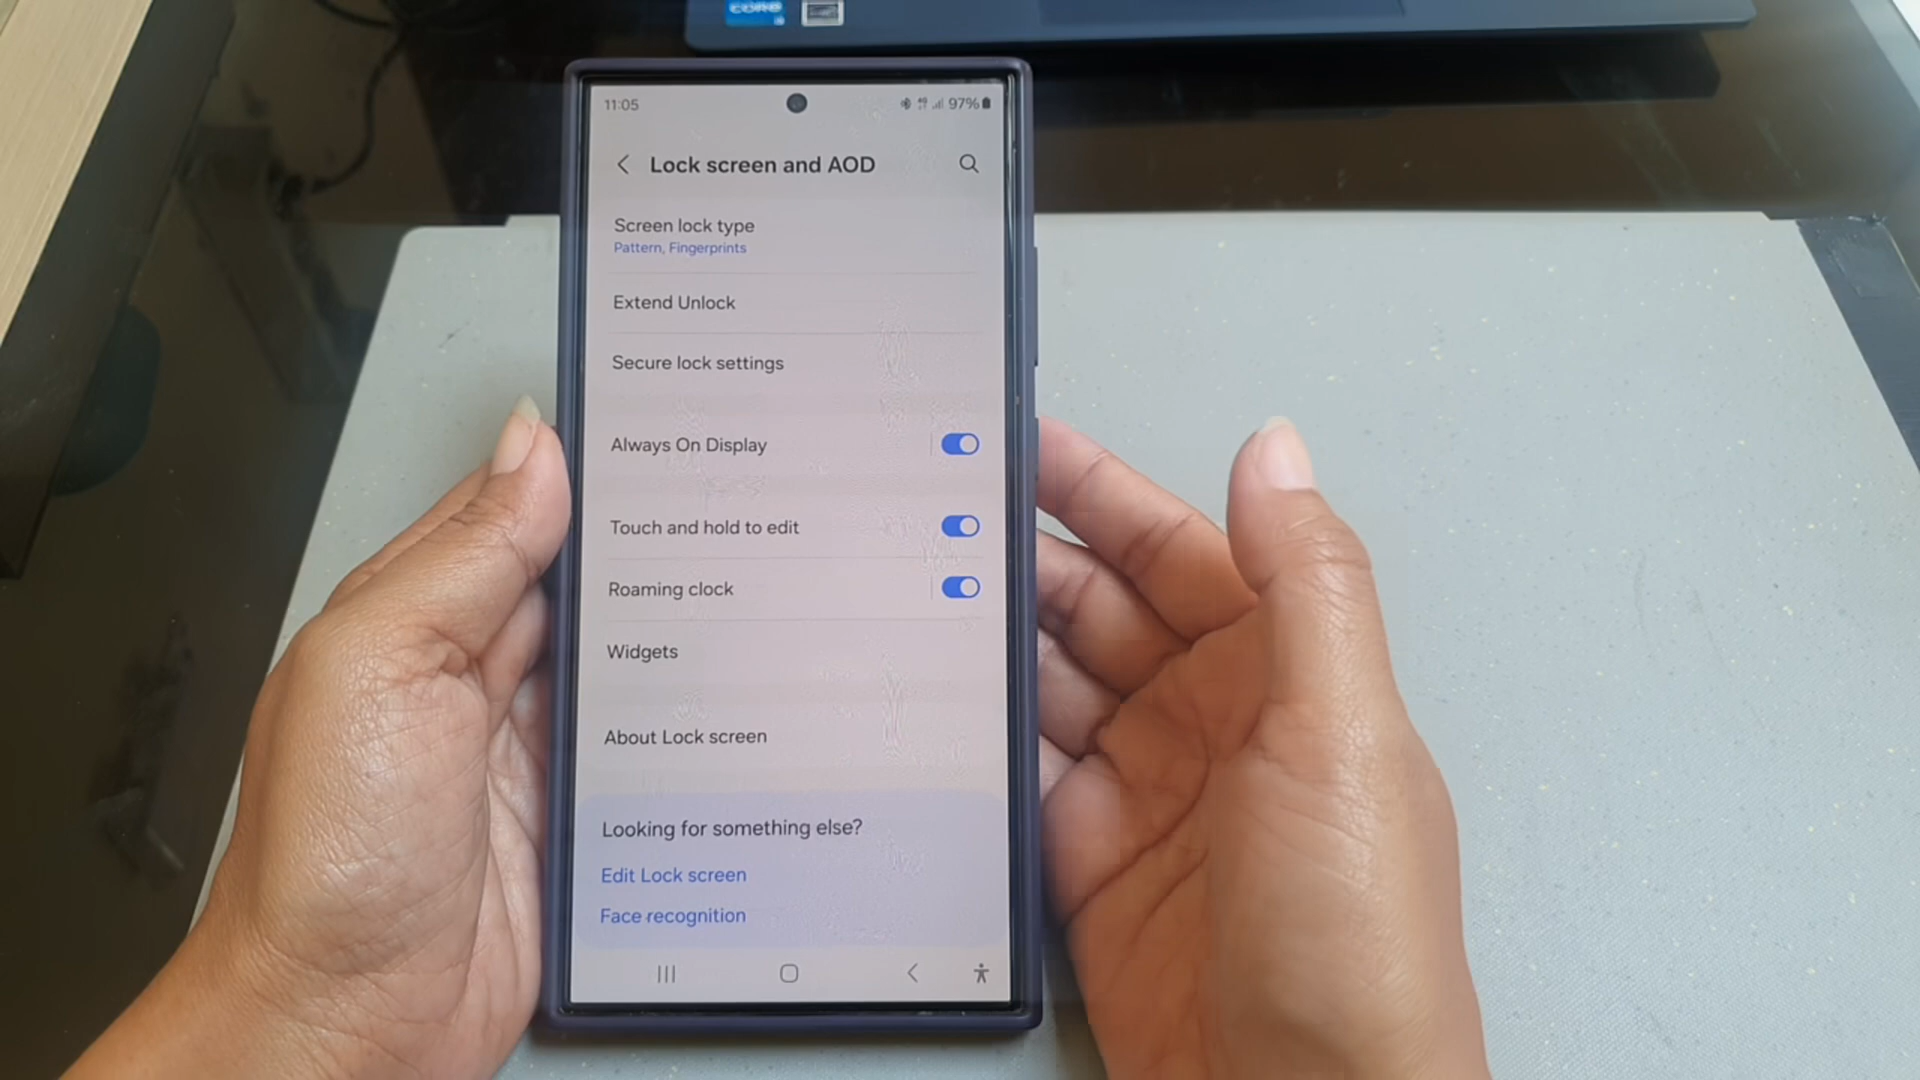 CORE
11:05
97%
Lock screen and AOD
Screen lock type
Pattern, Fingerprints
Extend Unlock
Secure lock settings
Always On Display
Touch and hold to edit
Roaming clock
Widgets
About Lock screen
Looking for something else?
Edit Lock screen
Face recognition